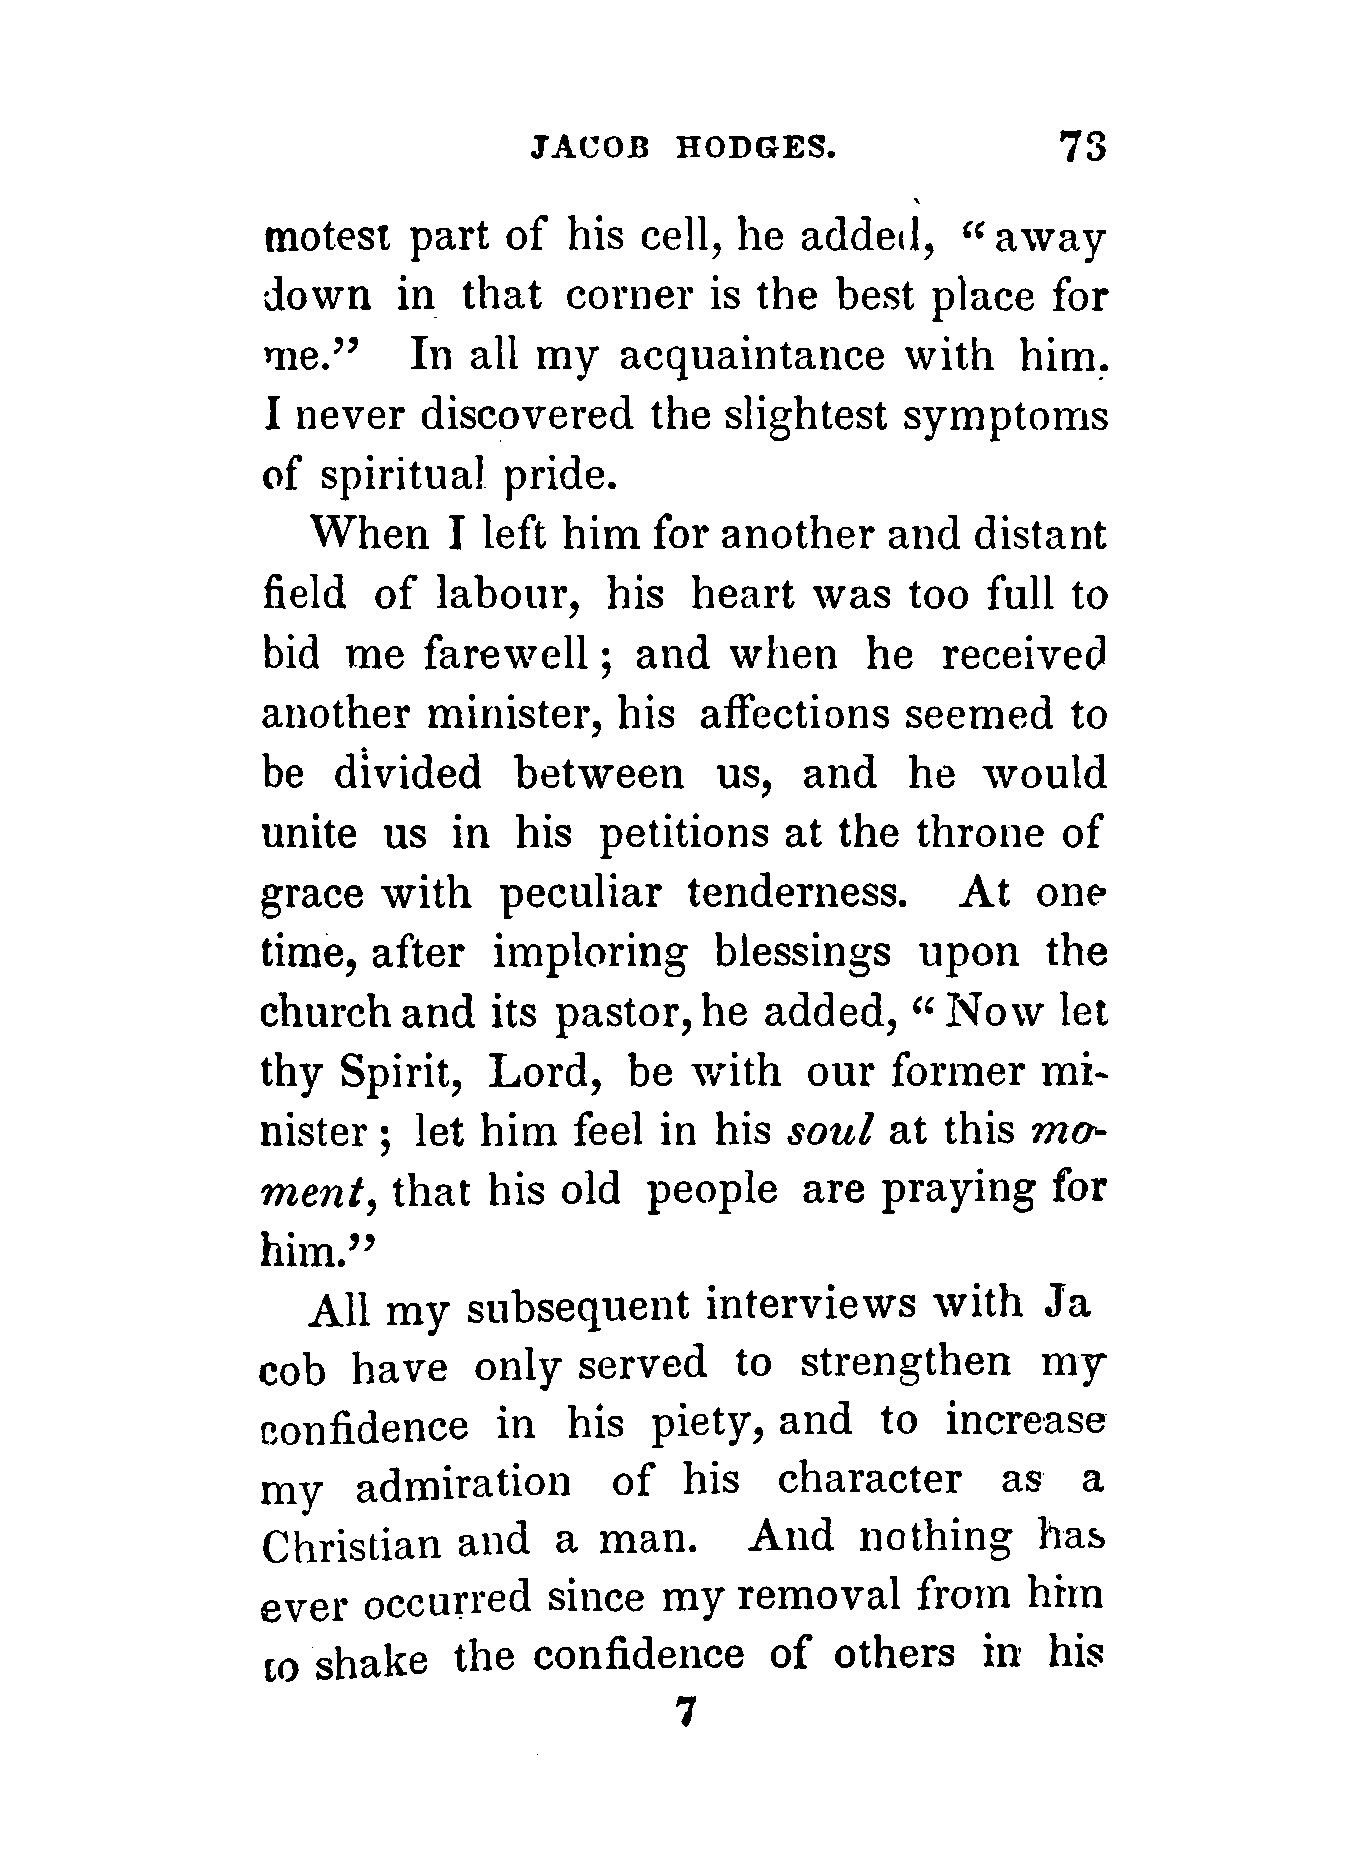 JACOB HODGES. 73
motest part of his cell, he added, “ away
down in that corner is the best place for
me.” In all my acquaintance with him.
I never discovered the slightest symptoms
of spiritual pride.
When I left him for another and distant
field of labour, his heart was too full to
bid me farewell ; and when he received
another minister, his affections seemed to
be divided between us, and he would
unite us in his petitions at the throne of
grace with peculiar tenderness. At one
time, after imploring blessings upon the
church and its pastor, he added, “ Now let
thy Spirit, Lord, be with our former mi-
nister ; let him feel in his soul at this mo-
ment, that his old people are praying for
him.”
All my subsequent interviews with Ja
cob have only served to strengthen my
confidence in his piety, and to increase
my admiration of his character as a
Christian and a man. And nothing has
ever occurred since my removal from him
to shake the confidence of others in his
7